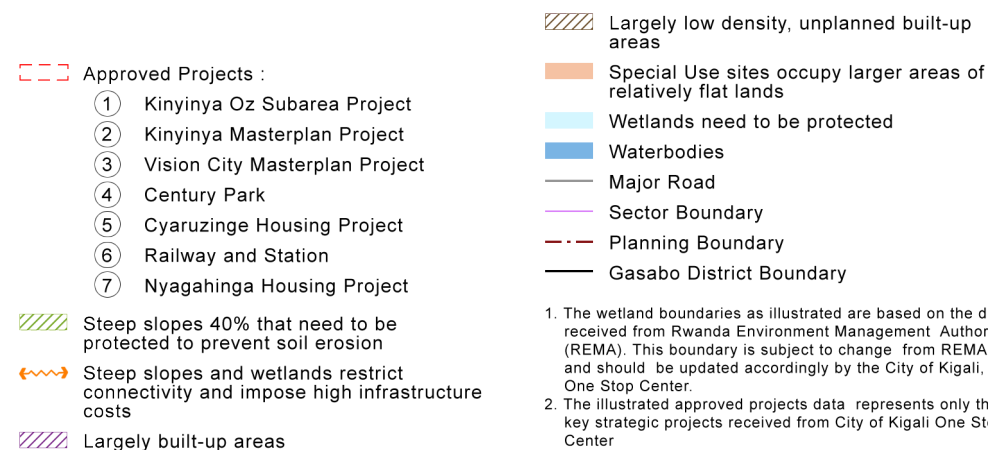 Approved Projects :
1 Kinyinya Oz Subarea Project
2 Kinyinya Masterplan Project
3 Vision City Masterplan Project
4 Century Park
5 Cyaruzinge Housing Project
6 Railway and Station
7 Nyagahinga Housing Project
Steep slopes 40% that need to be
protected to prevent soil erosion
Steep slopes and wetlands restrict
connectivity and impose high infrastructure
costs
Largely built-up areas
Largely low density, unplanned built-up
areas
Special Use sites occupy larger areas of
relatively flat lands
Wetlands need to be protected
Waterbodies
Major Road
Sector Boundary
Planning Boundary
Gasabo District Boundary
1. The wetland boundaries as illustrated are based on the
received from Rwanda Environment Management
(REMA). This boundary is subject to change from REMA
and should be updated accordingly by the City of Kigali,
One Stop Center.
2. The illustrated approved projects data represents only
key strategic projects received from City of Kigali One
Center